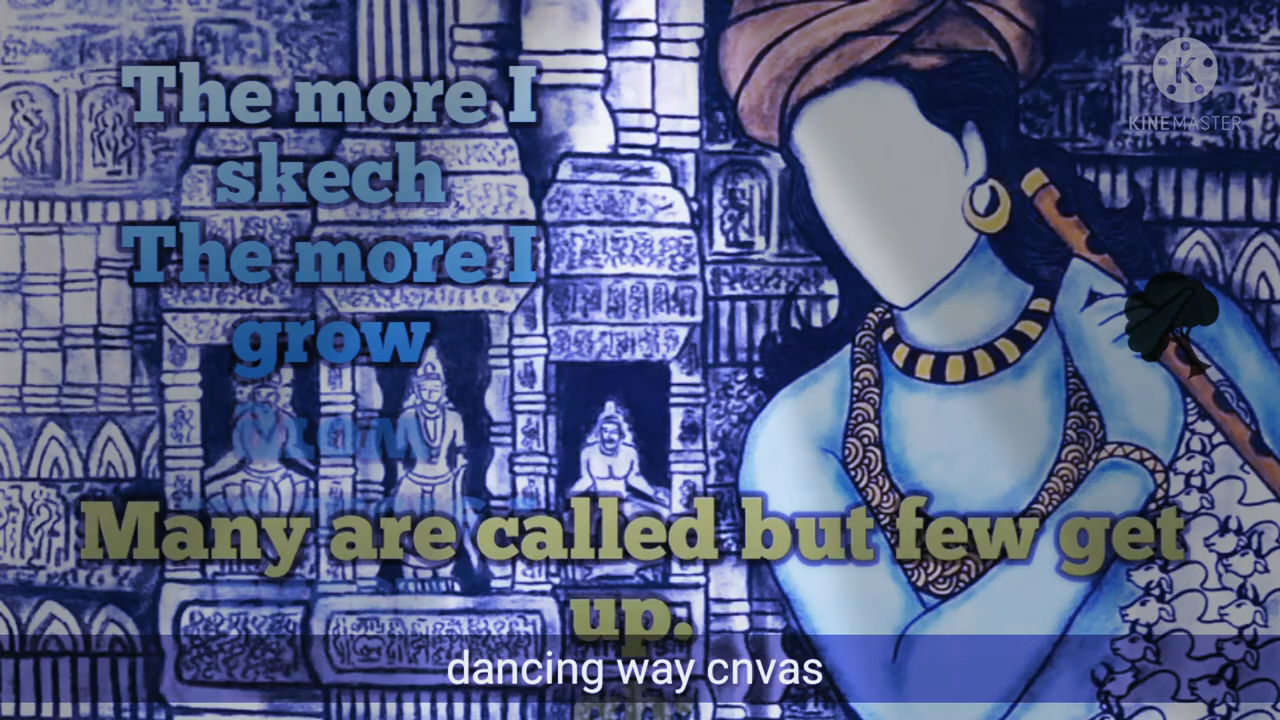 The more I
skech
The more I
grow
Many are called but few get
up.
dancing way cnvas
KINEMASTER